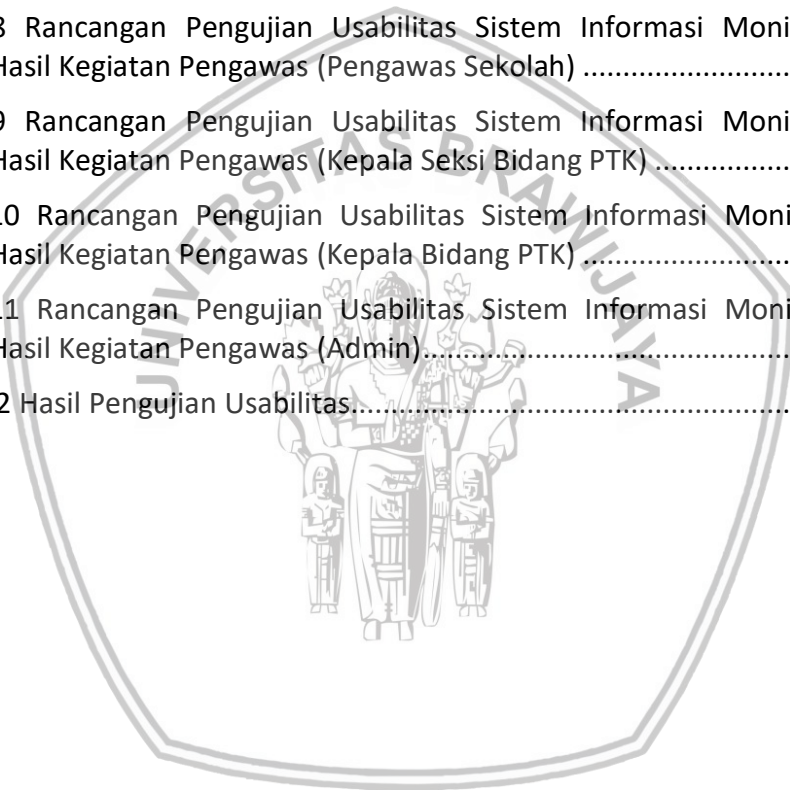 8 Rancangan Pengujian Usabilitas Sistem Informasi Moni
Hasil Kegiatan Pengawas (Pengawas Sekolah) ..........................
9 Rancangan Pengujian Usabilitas Sistem Informasi Moni
Hasil Kegiatan Pengawas (Kepala Seksi Bidang PTK) .................
10 Rancangan Pengujian Usabilitas Sistem Informasi Moni
Hasil Kegiatan Pengawas (Kepala Bidang PTK) ..........................
11 Rancangan Pengujian Usabilitas Sistem Informasi Moni
Hasil Kegiatan Pengawas (Admin)..............................................
2 Hasil Pengujian Usabilitas.......................................................
UNIVERSITAS BRAWIJAYA